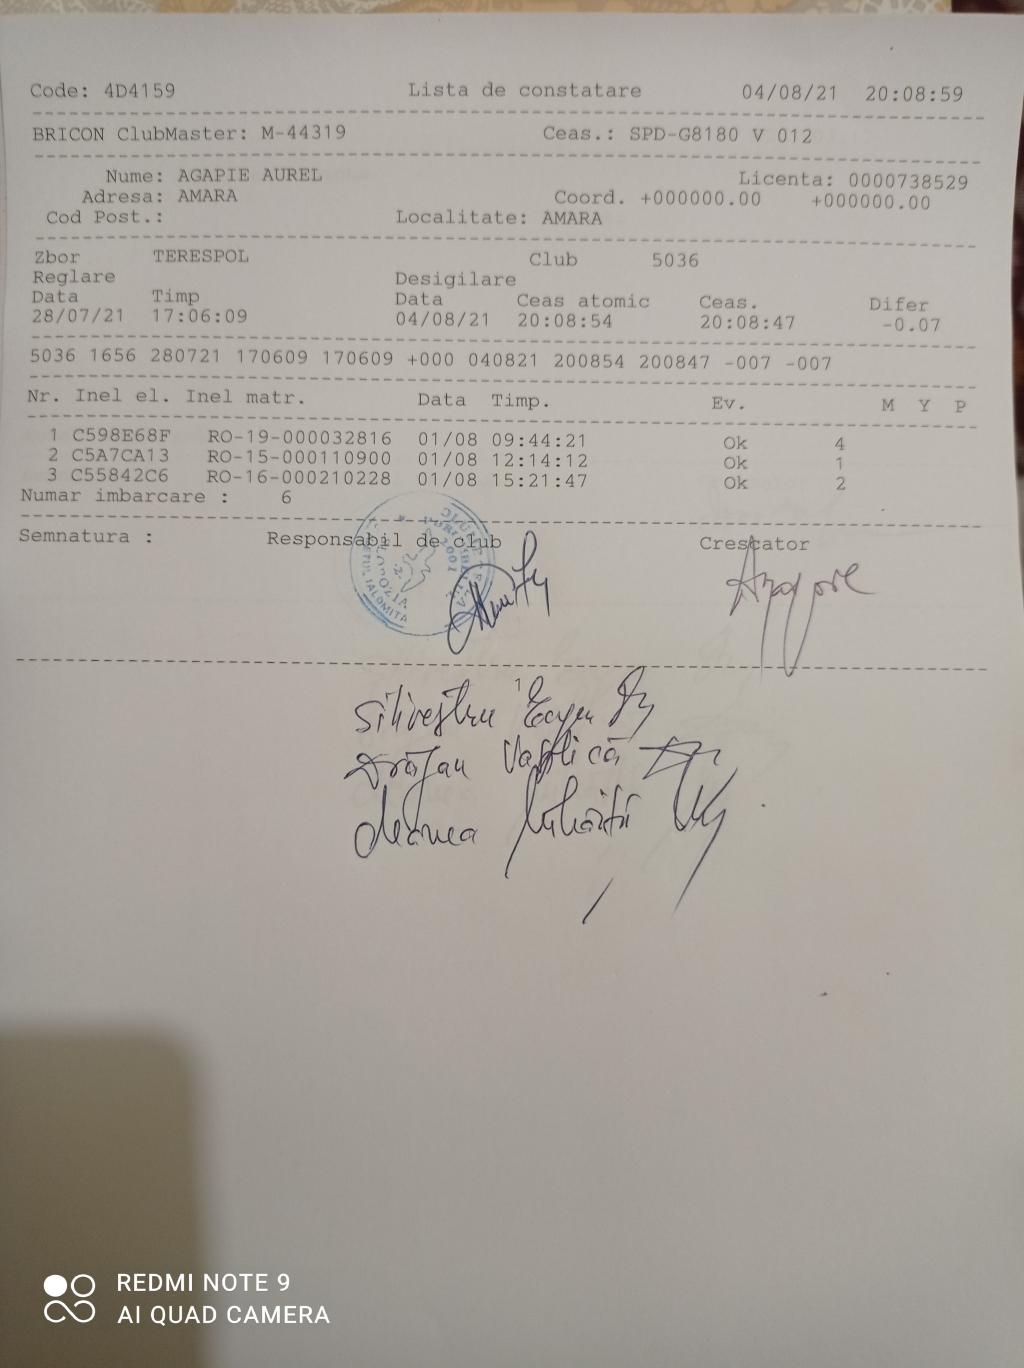 Code: 4D4159 Lista de constatare 04/08/21 20:08:59
BRICON ClubMaster: M-44319 Ceas.: SPD-G8180 V 012
Nume: AGAPIE AUREL Licenta: 0000738529
Adresa: AMARA Coord. +000000.00 +000000.00
Cod Post.: Localitate: AMARA
Zbor TERESPOL Club 5036
Reglare Desigilare
Data Timp Data Ceas atomic Ceas. Difer
28/07/21 17:06:09 04/08/21 20:08:54 20:08:47 -0.07
5036 1656 280721 170609 170609 +000 040821 200854 200847 -007 -007
Nr. Inel el. Inel matr. Data Timp. Ev. M Y P
1 C598E68F RO-19-000032816 01/08 09:44:21 Ok 4
2 C5A7CA13 RO-15-000110900 01/08 12:14:12 Ok 1
3 C55842C6 RO-16-000210228 01/08 15:21:47 Ok 2
Numar imbarcare : 6
Semnatura : Responsabil de club Crescator
IALOMITA
2001
Silivestru
Drăgan Vasilică
REDMI NOTE 9
AI QUAD CAMERA